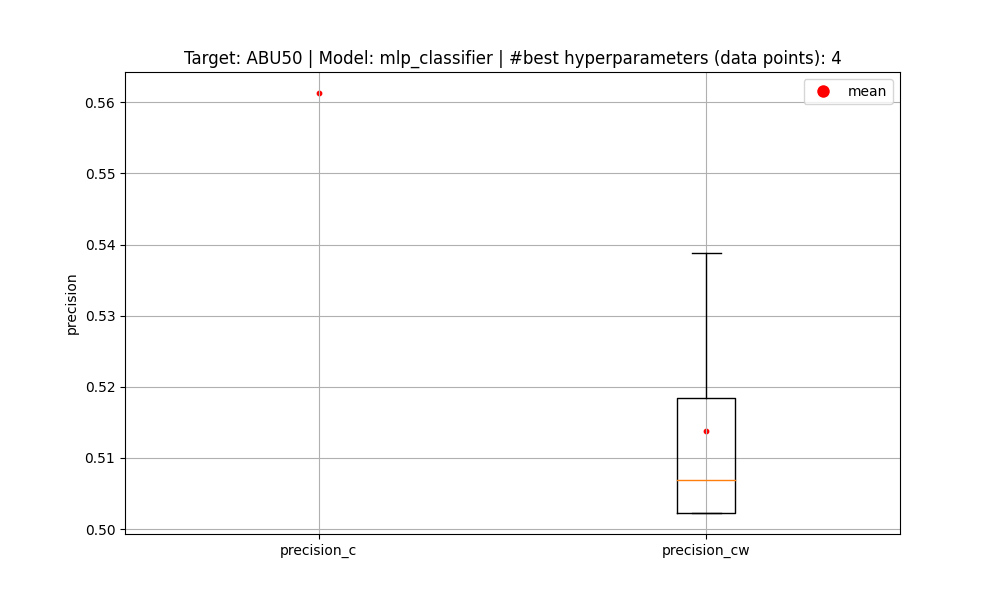 Target: ABU50 | Model: mlp_classifier | #best hyperparameters (data points): 4
mean
0.56
0.55
0.54
0.53
0.52
0.51
0.50
precision
precision_c
precision_cw